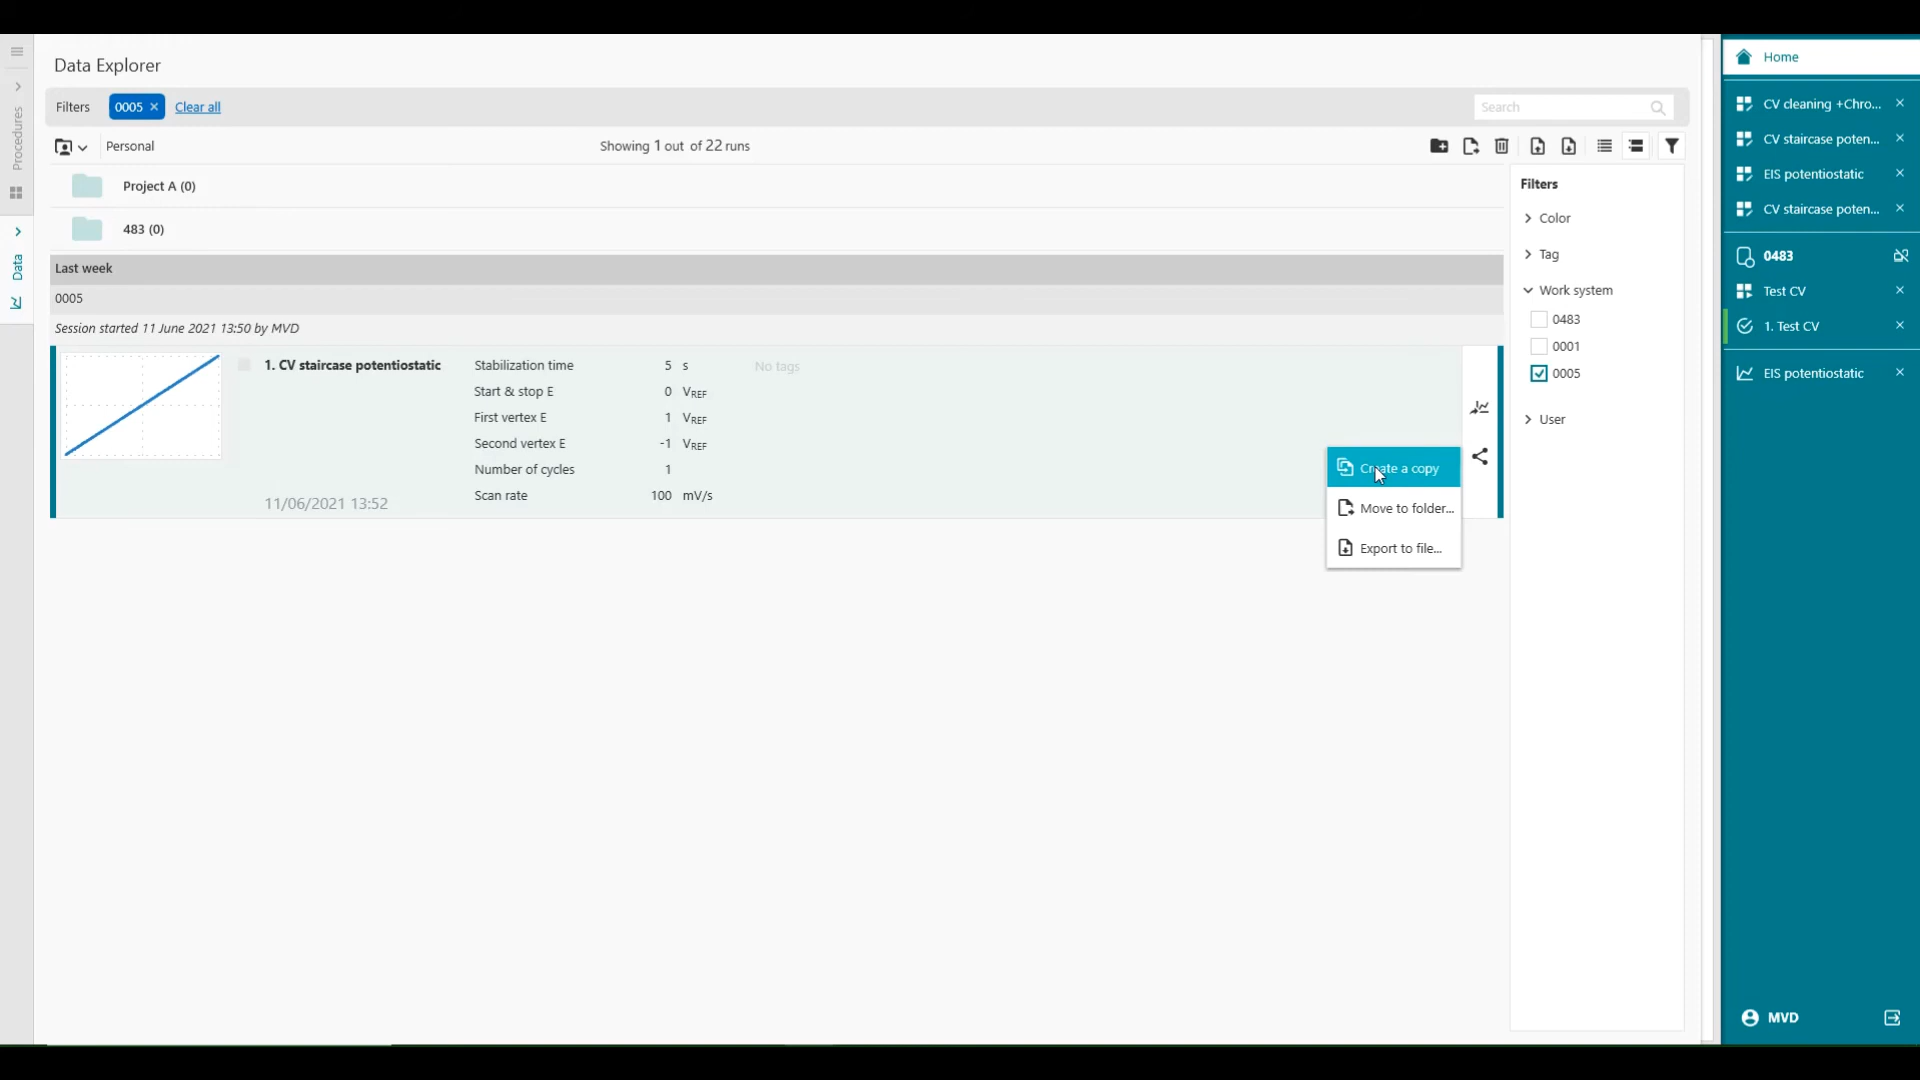 Data Explorer
Filters 0005 × Clear all
Search
Personal
Showing 1 out of 22 runs
Project A (0)
483 (0)
Last week
0005
Session started 11 June 2021 13:50 by MVD
1. CV staircase potentiostatic
11/06/2021 13:52
Stabilization time 5 s
Start & stop E 0 VREF
First vertex E 1 VREF
Second vertex E -1 VREF
Number of cycles 1
Scan rate 100 mV/s
No tags
Create a copy
Move to folder...
Export to file...
Filters
Color
Tag
Work system
0483
0001
0005
User
Procedures
Data
Home
CV cleaning +Chro...
CV staircase poten...
EIS potentiostatic
CV staircase poten...
0483
Test CV
1. Test CV
EIS potentiostatic
MVD